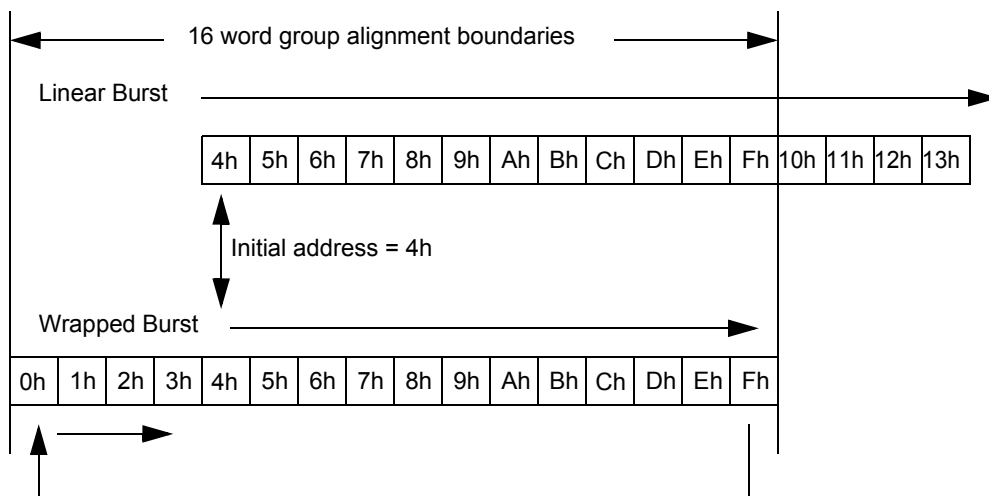 16 word group alignment boundaries
Linear Burst
4h 5h 6h 7h 8h 9h Ah Bh Ch Dh Eh Fh 10h 11h 12h 13h
Initial address = 4h
Wrapped Burst
0h 1h 2h 3h 4h 5h 6h 7h 8h 9h Ah Bh Ch Dh Eh Fh